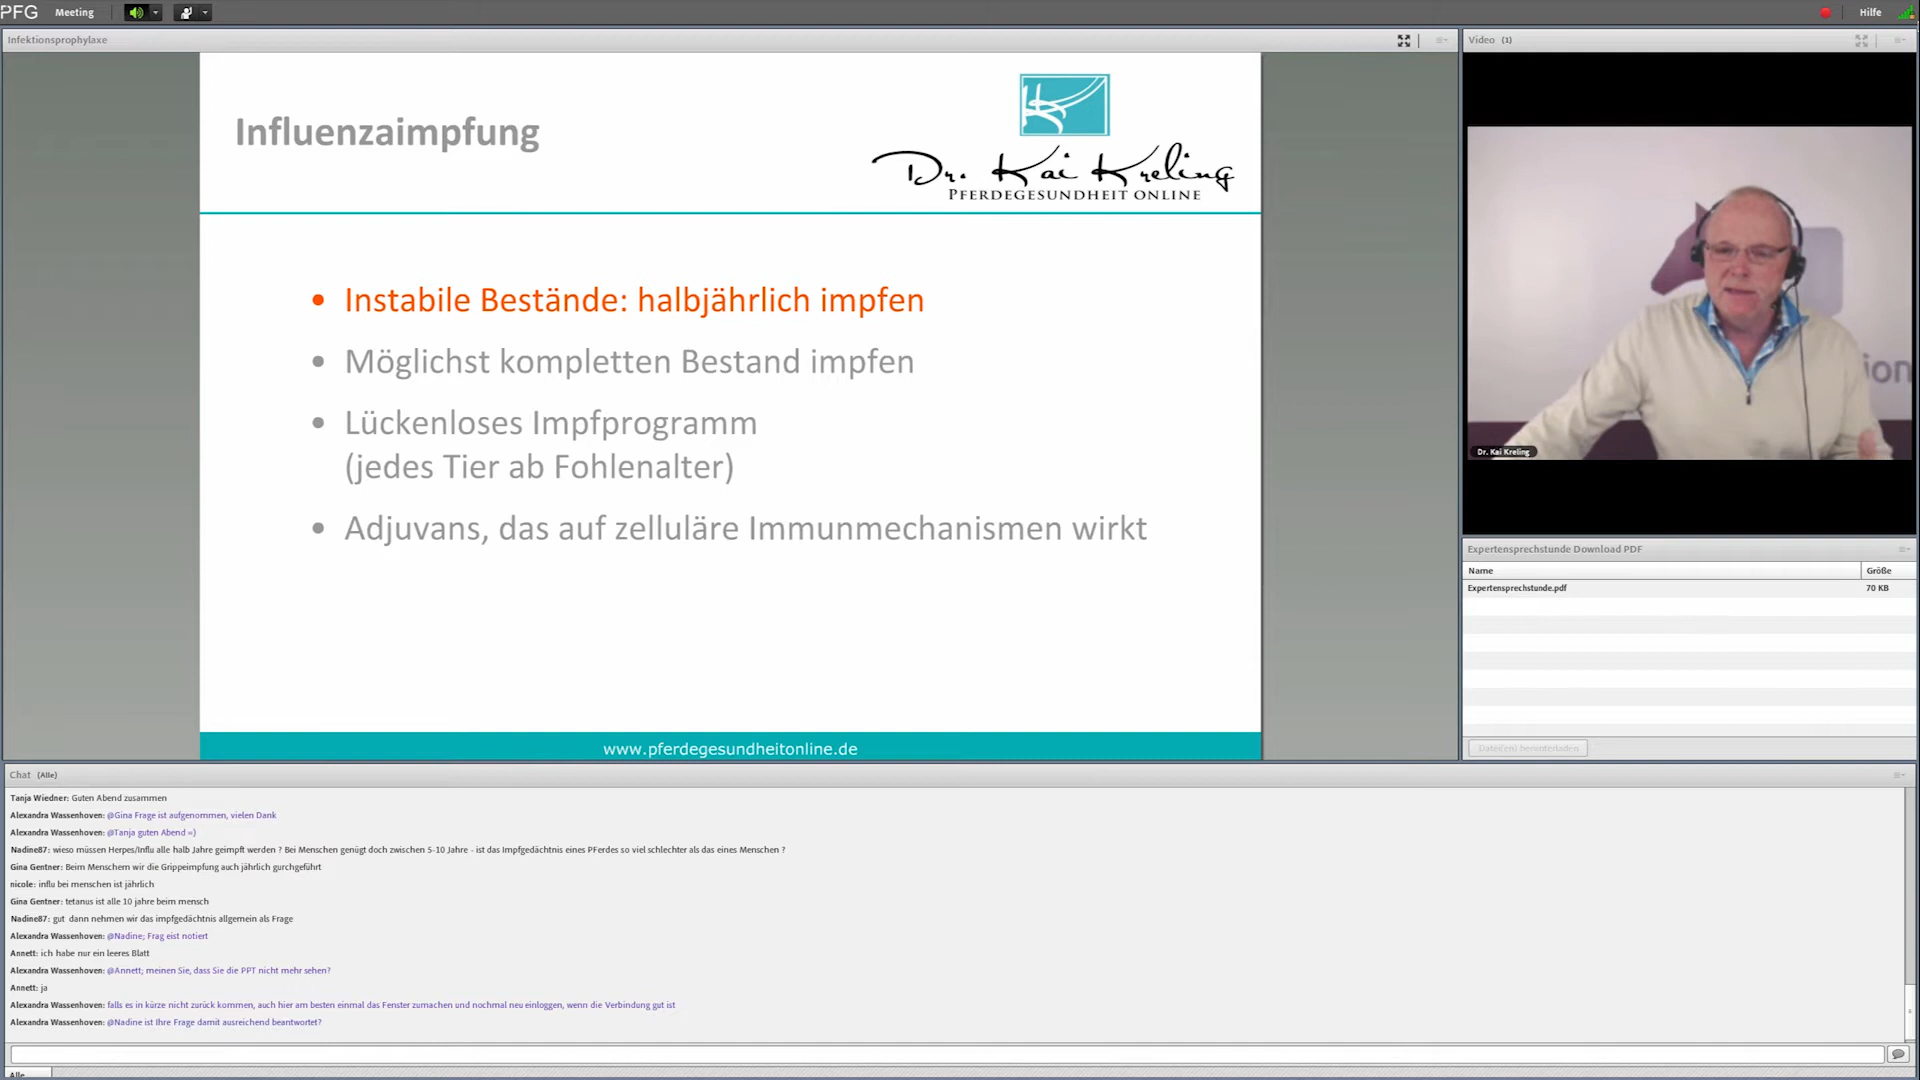 PFG Meeting Hilfe
Infektionsprophylaxe
Video (1)
Influenzaimpfung
Dr. Kai Kreling
PFERDEGESUNDHEIT ONLINE
• Instabile Bestände: halbjährlich impfen
• Möglichst kompletten Bestand impfen
• Lückenloses Impfprogramm
(jedes Tier ab Fohlenalter)
• Adjuvans, das auf zelluläre Immunmechanismen wirkt
www.pferdegesundheitonline.de
ion
Dr. Kai Kreling
Expertensprechstunde Download PDF
Name Größe
Expertensprechstunde.pdf 70 KB
Datei(en) herunterladen
Chat (Alle)
Tanja Wiedner: Guten Abend zusammen
Alexandra Wassenhoven: @Gina Frage ist aufgenommen, vielen Dank
Alexandra Wassenhoven: @Tanja guten Abend =)
Nadine87: wieso müssen Herpes/Influ alle halb Jahre geimpft werden ? Bei Menschen genügt doch zwischen 5-10 Jahre - ist das Impfgedächtnis eines PFerdes so viel schlechter als das eines Menschen ?
Gina Gentner: Beim Menschern wir die Grippeimpfung auch jährlich gurchgeführt
nicole: influ bei menschen ist jährlich
Gina Gentner: tetanus ist alle 10 jahre beim mensch
Nadine87: gut dann nehmen wir das impfgedächtnis allgemein als Frage
Alexandra Wassenhoven: @Nadine; Frag eist notiert
Annett: ich habe nur ein leeres Blatt
Alexandra Wassenhoven: @Annett; meinen Sie, dass Sie die PPT nicht mehr sehen?
Annett: ja
Alexandra Wassenhoven: falls es in kürze nicht zurück kommen, auch hier am besten einmal das Fenster zumachen und nochmal neu einloggen, wenn die Verbindung gut ist
Alexandra Wassenhoven: @Nadine ist Ihre Frage damit ausreichend beantwortet?
Alle